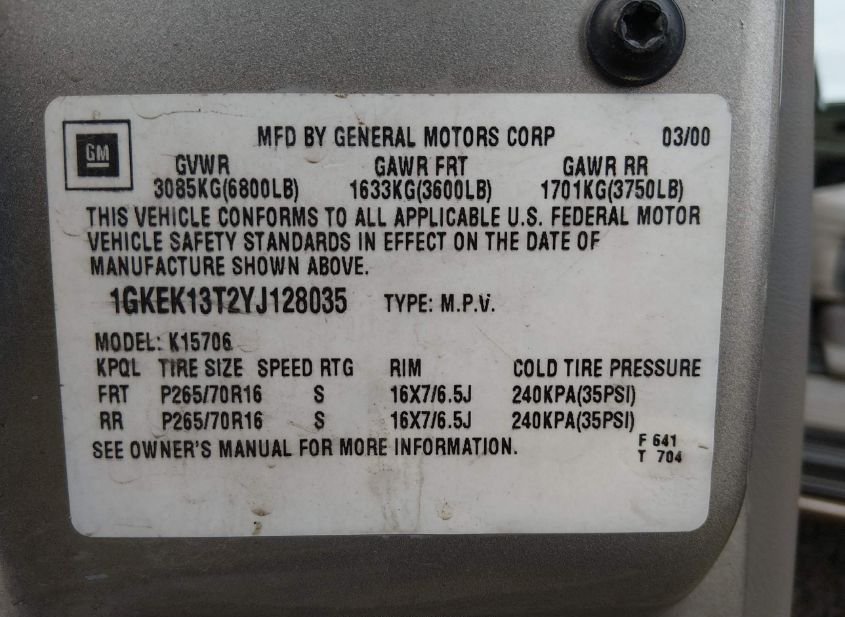 GM
MFD BY GENERAL MOTORS CORP 03/00
GVWR GAWR FRT GAWR RR
3085KG(6800LB) 1633KG(3600LB) 1701KG(3750LB)
THIS VEHICLE CONFORMS TO ALL APPLICABLE U.S. FEDERAL MOTOR
VEHICLE SAFETY STANDARDS IN EFFECT ON THE DATE OF
MANUFACTURE SHOWN ABOVE.
1GKEK13T2YJ128035 TYPE: M.P.V.
MODEL: K15706
KPQL TIRE SIZE SPEED RTG RIM COLD TIRE PRESSURE
FRT P265/70R16 S 16X7/6.5J 240KPA(35PSI)
RR P265/70R16 S 16X7/6.5J 240KPA(35PSI)
SEE OWNER'S MANUAL FOR MORE INFORMATION.
F 641
T 704